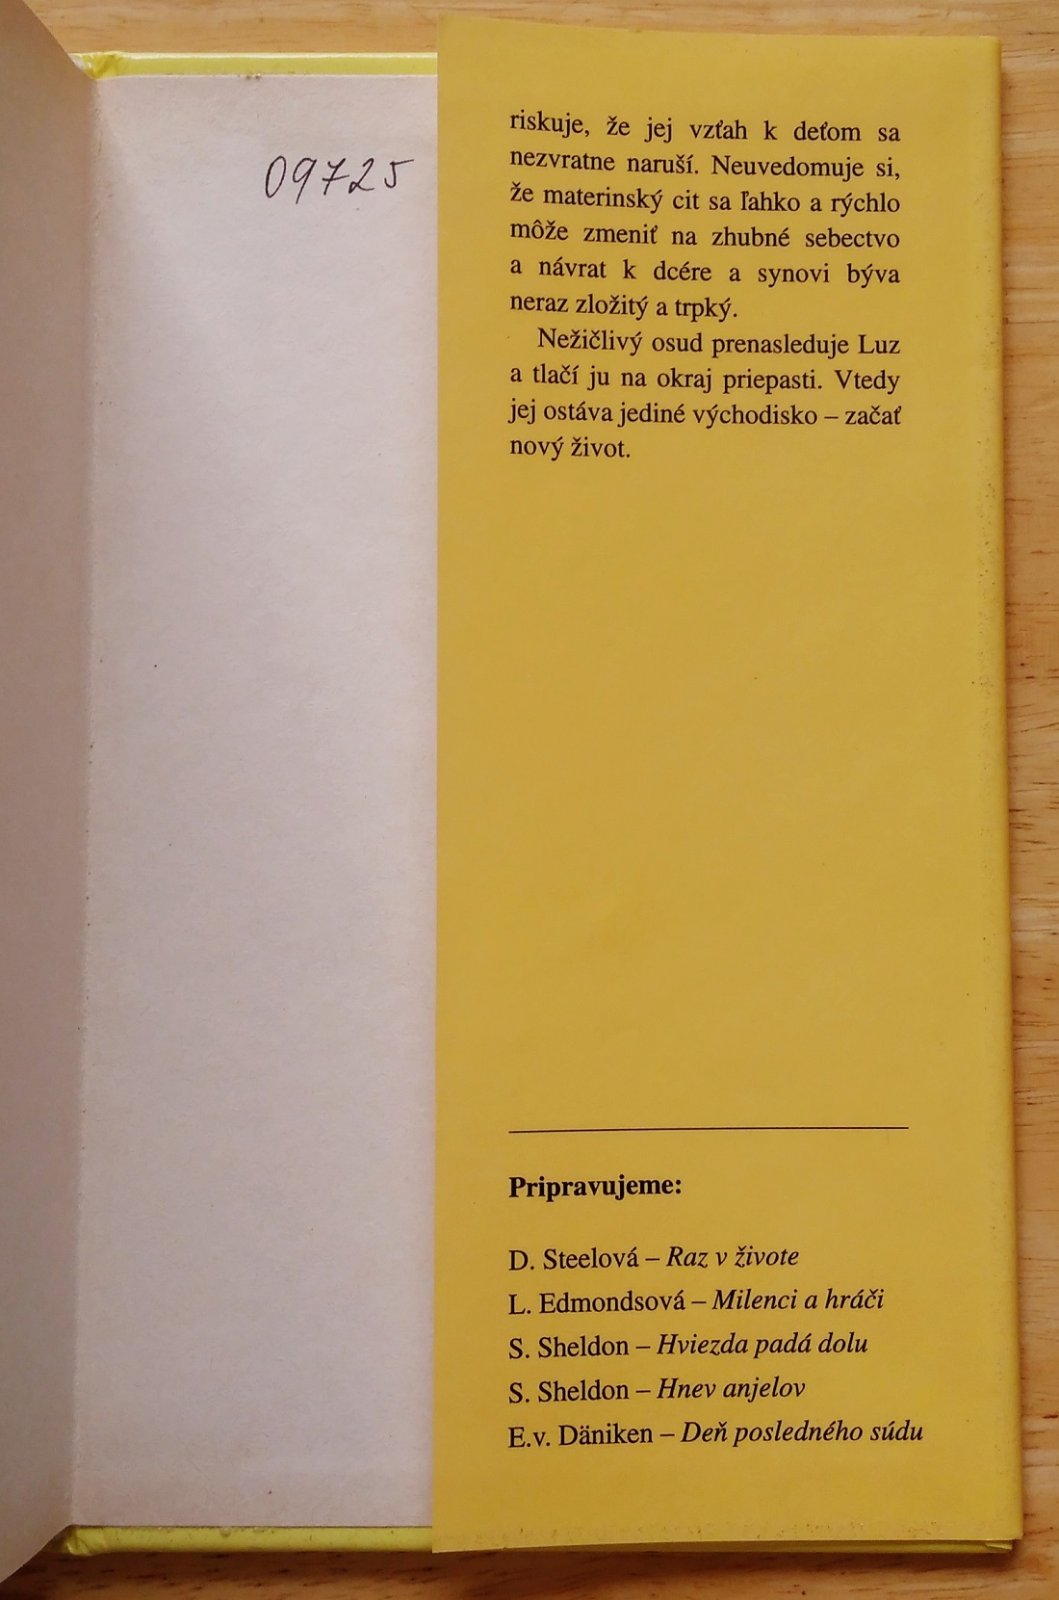 09725
riskuje, že jej vzťah k deťom sa
nezvratne naruší. Neuvedomuje si,
že materinský cit sa ľahko a rýchlo
môže zmeniť na zhubné sebectvo
a návrat k dcére a synovi býva
neraz zložitý a trpký.
Nežičlivý osud prenasleduje Luz
a tlačí ju na okraj priepasti. Vtedy
jej ostáva jediné východisko – začať
nový život.
Pripravujeme:
D. Steelová – Raz v živote
L. Edmondsová – Milenci a hráči
S. Sheldon – Hviezda padá dolu
S. Sheldon – Hnev anjelov
E.v. Däniken – Deň posledného súdu